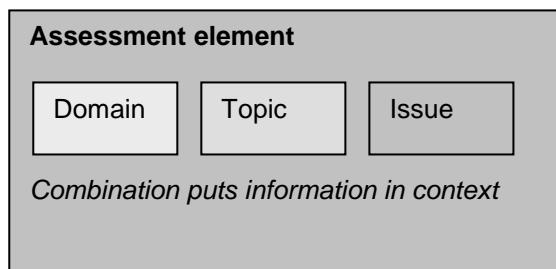 Assessment element
Domain Topic Issue
Combination puts information in context